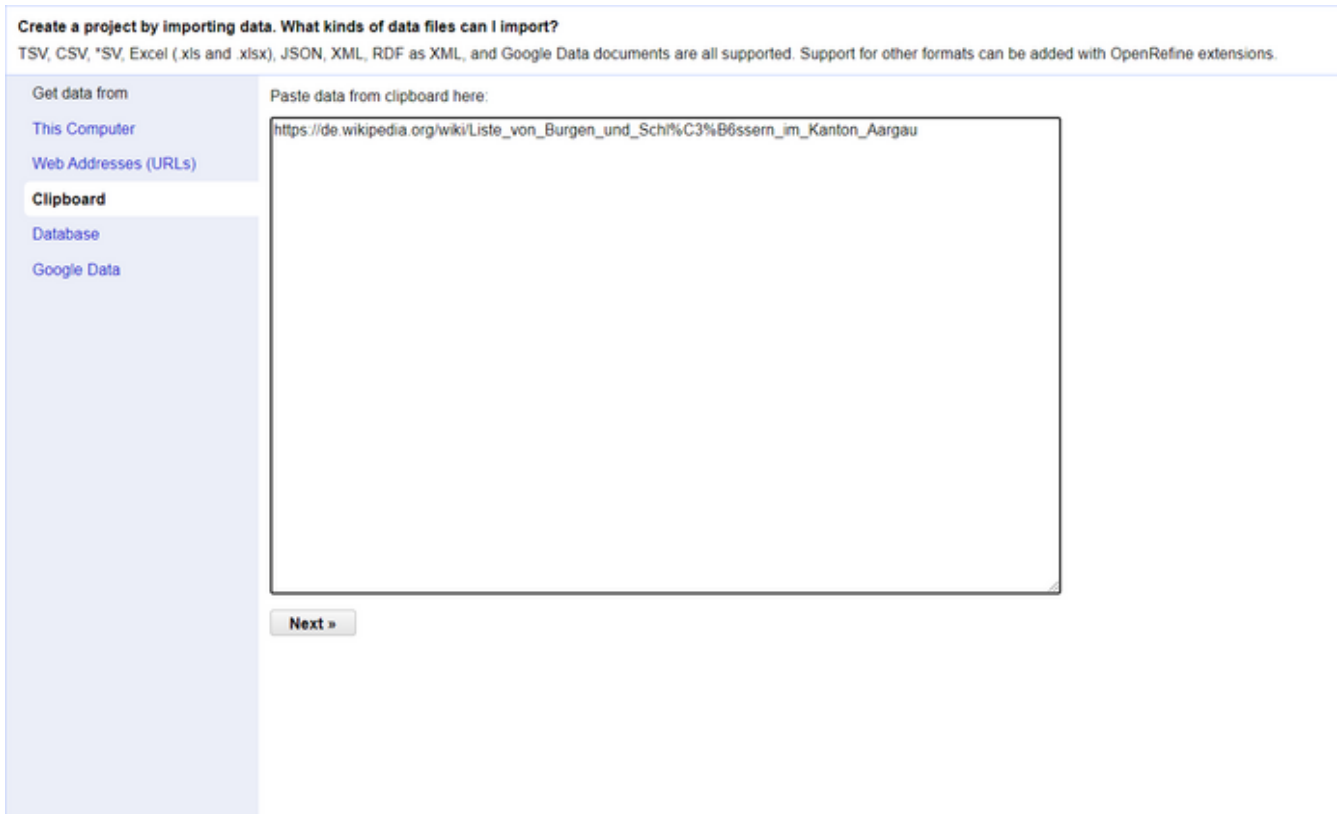 Create a project by importing data. What kinds of data files can I import?
TSV, CSV, *SV, Excel (.xls and .xlsx), JSON, XML, RDF as XML, and Google Data documents are all supported. Support for other formats can be added with OpenRefine extensions.
Get data from
This Computer
Web Addresses (URLs)
Clipboard
Database
Google Data
Paste data from clipboard here:
https://de.wikipedia.org/wiki/Liste_von_Burgen_und_Schl%C3%B6ssern_im_Kanton_Aargau
Next »